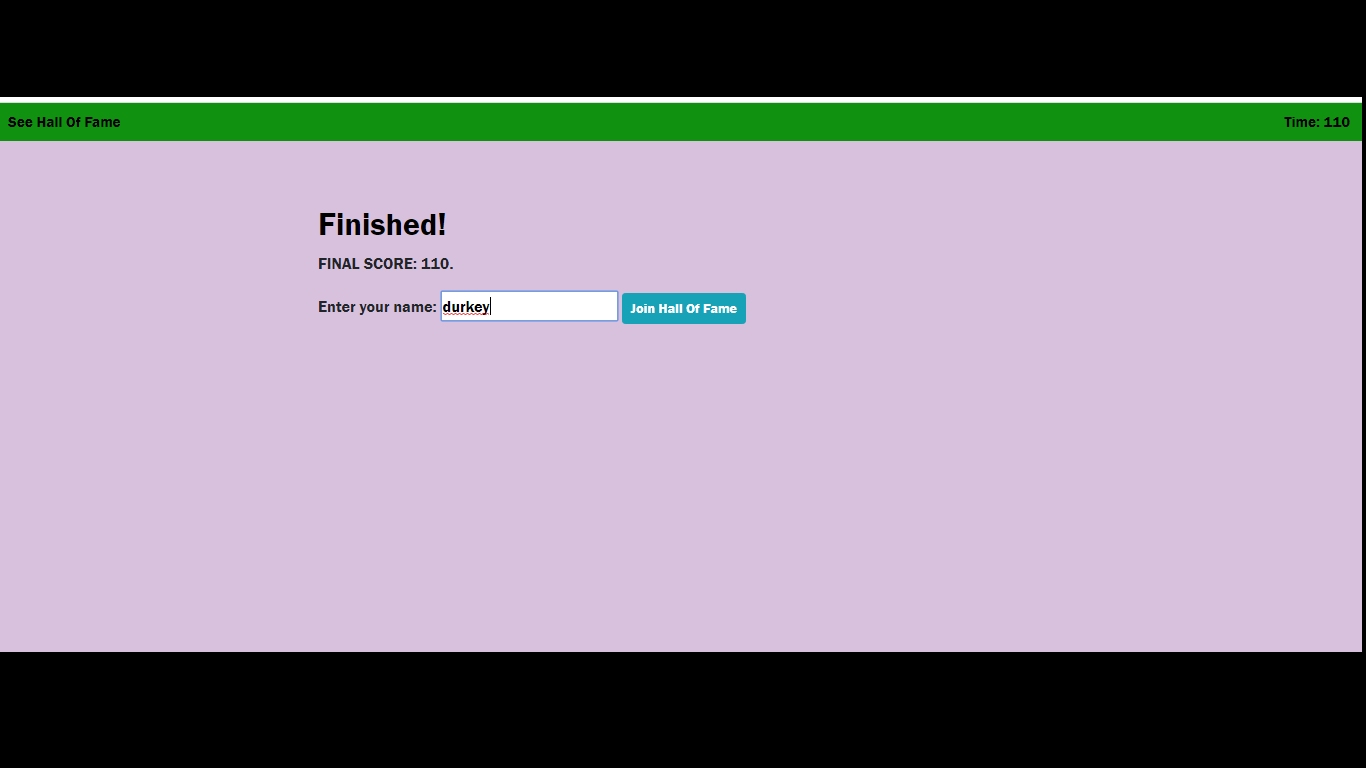 See Hall Of Fame
Time: 110
Finished!
FINAL SCORE: 110.
Enter your name: durkey Join Hall Of Fame